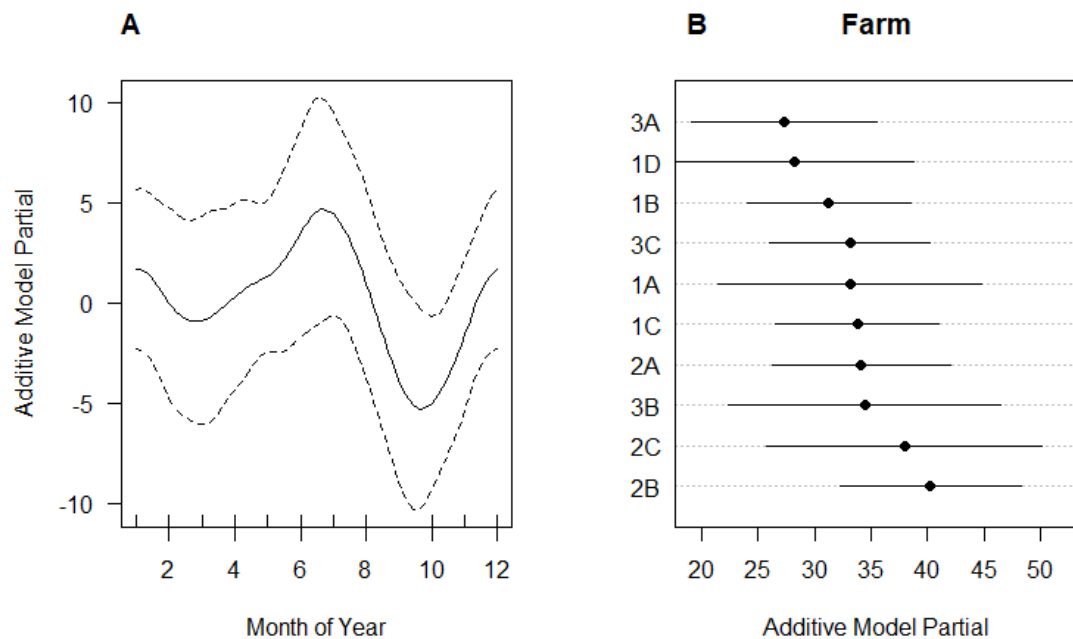 A
Additive Model Partial
10
5
0
-5
-10
2 4 6 8 10 12
Month of Year
B Farm
3A
1D
1B
3C
1A
1C
2A
3B
2C
2B
20 25 30 35 40 45 50
Additive Model Partial